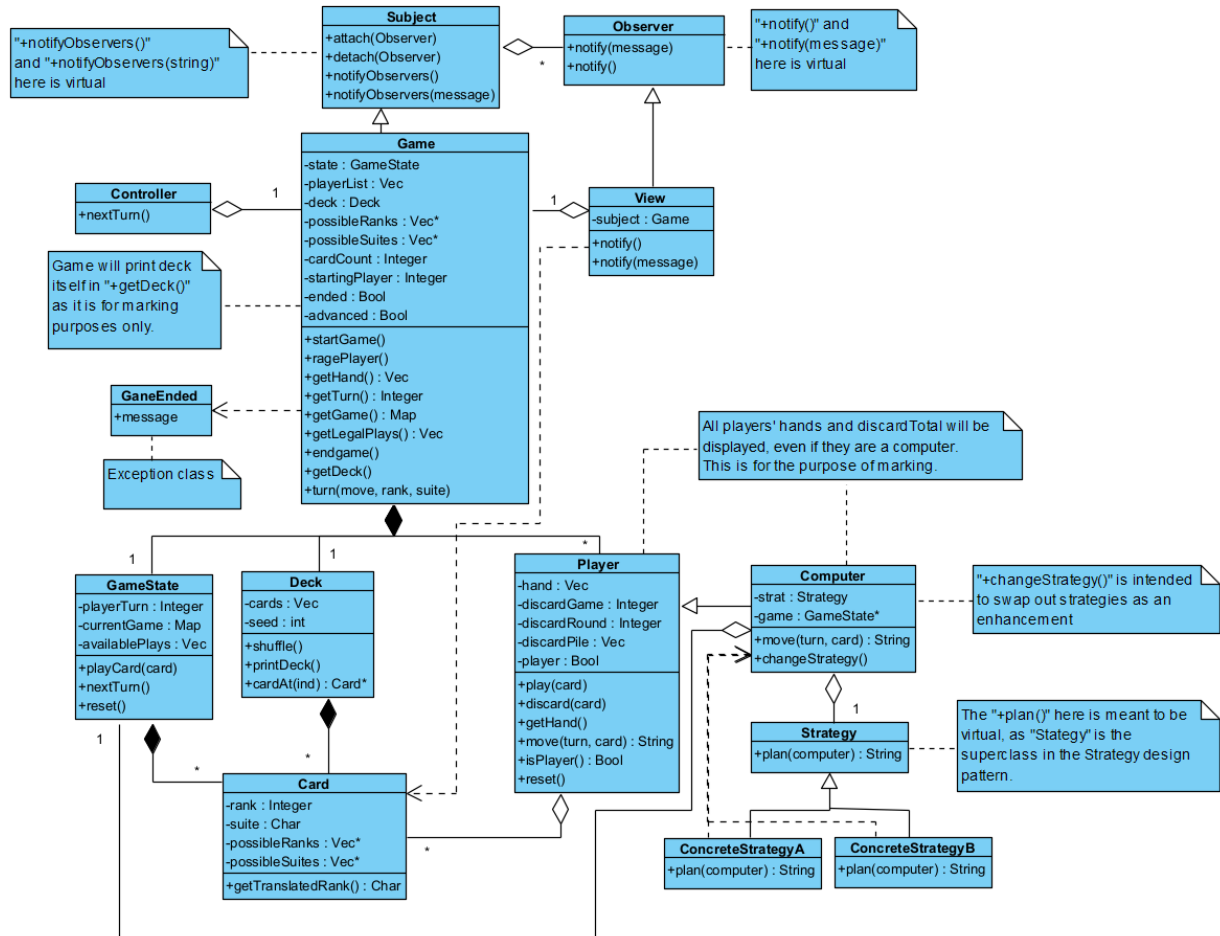 Subject
+attach(Observer)
+detach(Observer)
+notifyObservers()
+notifyObservers(message)
Observer
+notify(message)
+notify()
*
"+notifyObservers()"
and "+notifyObservers(string)"
here is virtual
"+notify()" and
"+notify(message)"
here is virtual
Game
-state : GameState
-playerList : Vec
-deck : Deck
-possibleRanks : Vec*
-possibleSuites : Vec*
-cardCount : Integer
-startingPlayer : Integer
-ended : Bool
-advanced : Bool
+startGame()
+ragePlayer()
+getHand() : Vec
+getTurn() : Integer
+getGame() : Map
+getLegalPlays() : Vec
+endgame()
+getDeck()
+turn(move, rank, suite)
Controller
+nextTurn()
1
1
View
-subject : Game
+notify()
+notify(message)
Game will print deck
itself in "+getDeck()"
as it is for marking
purposes only.
GaneEnded
+message
Exception class
All players' hands and discardTotal will be
displayed, even if they are a computer.
This is for the purpose of marking.
1
1
*
GameState
-playerTurn : Integer
-currentGame : Map
-availablePlays : Vec
+playCard(card)
+nextTurn()
+reset()
Deck
-cards : Vec
-seed : int
+shuffle()
+printDeck()
+cardAt(ind) : Card*
Player
-hand : Vec
-discardGame : Integer
-discardRound : Integer
-discardPile : Vec
-player : Bool
+play(card)
+discard(card)
+getHand()
+move(turn, card) : String
+isPlayer() : Bool
+reset()
Computer
-strat : Strategy
-game : GameState*
+move(turn, card) : String
+changeStrategy()
"+changeStrategy()" is intended
to swap out strategies as an
enhancement
1
1
Strategy
+plan(computer) : String
The "+plan()" here is meant to be
virtual, as "Stategy" is the
superclass in the Strategy design
pattern.
*
*
*
Card
-rank : Integer
-suite : Char
-possibleRanks : Vec*
-possibleSuites : Vec*
+getTranslatedRank() : Char
ConcreteStrategyA
+plan(computer) : String
ConcreteStrategyB
+plan(computer) : String